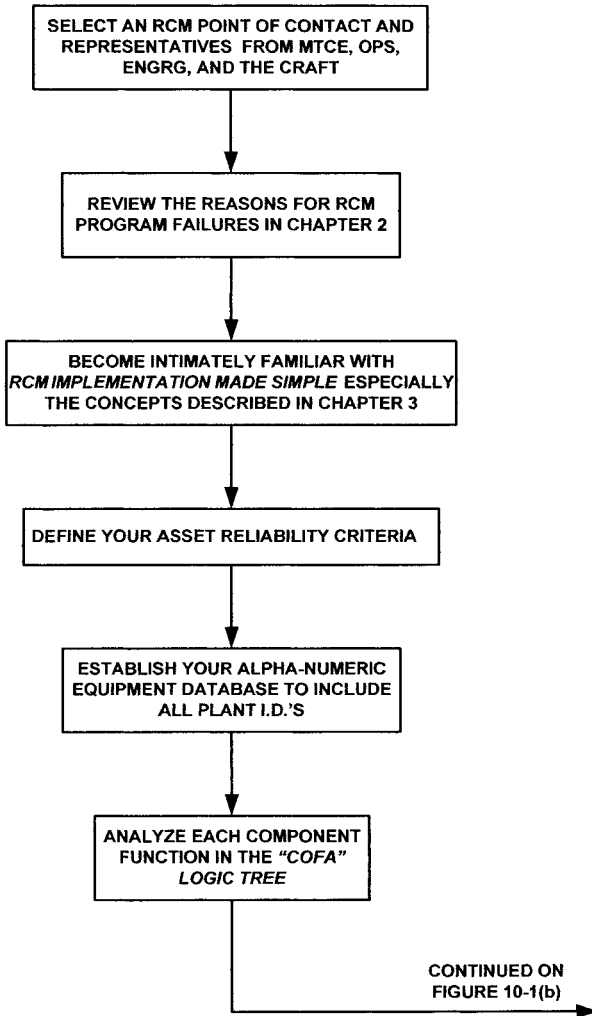 SELECT AN RCM POINT OF CONTACT AND
REPRESENTATIVES FROM MTCE, OPS,
ENGRG, AND THE CRAFT
REVIEW THE REASONS FOR RCM
PROGRAM FAILURES IN CHAPTER 2
BECOME INTIMATELY FAMILIAR WITH
RCM IMPLEMENTATION MADE SIMPLE ESPECIALLY
THE CONCEPTS DESCRIBED IN CHAPTER 3
DEFINE YOUR ASSET RELIABILITY CRITERIA
ESTABLISH YOUR ALPHA-NUMERIC
EQUIPMENT DATABASE TO INCLUDE
ALL PLANT I.D.'S
ANALYZE EACH COMPONENT
FUNCTION IN THE "COFA"
LOGIC TREE
CONTINUED ON
FIGURE 10-1(b)